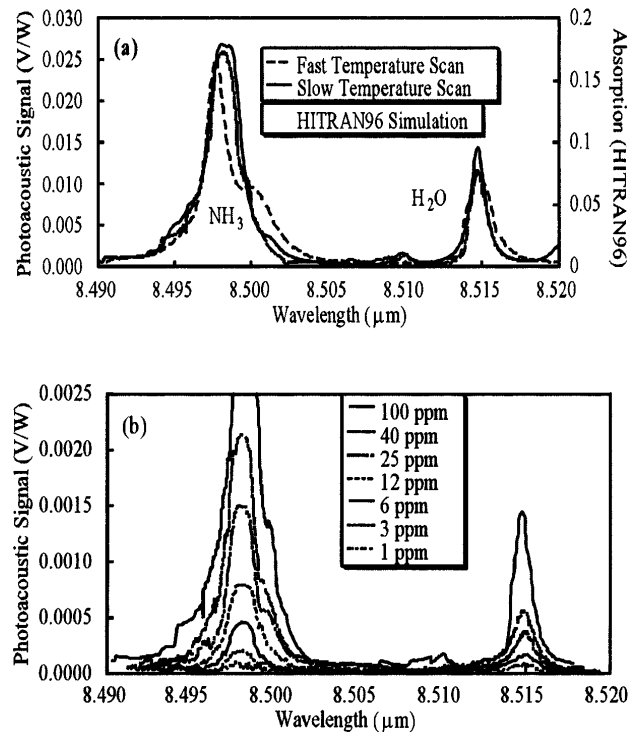 Photoacoustic Signal (V/W)
0.030
0.025
0.020
0.015
0.010
0.005
0.000
(a)
Fast Temperature Scan
Slow Temperature Scan
HITRAN96 Simulation
NH3
H2O
0.2
0.1
0
Absorption (HITRAN96)
8.490 8.495 8.500 8.505 8.510 8.515 8.520
Wavelength (μm)
Photoacoustic Signal (V/W)
0.0025
0.0020
0.0015
0.0010
0.0005
0.0000
(b)
100 ppm
40 ppm
25 ppm
12 ppm
6 ppm
3 ppm
1 ppm
8.490 8.495 8.500 8.505 8.510 8.515 8.520
Wavelength (μm)